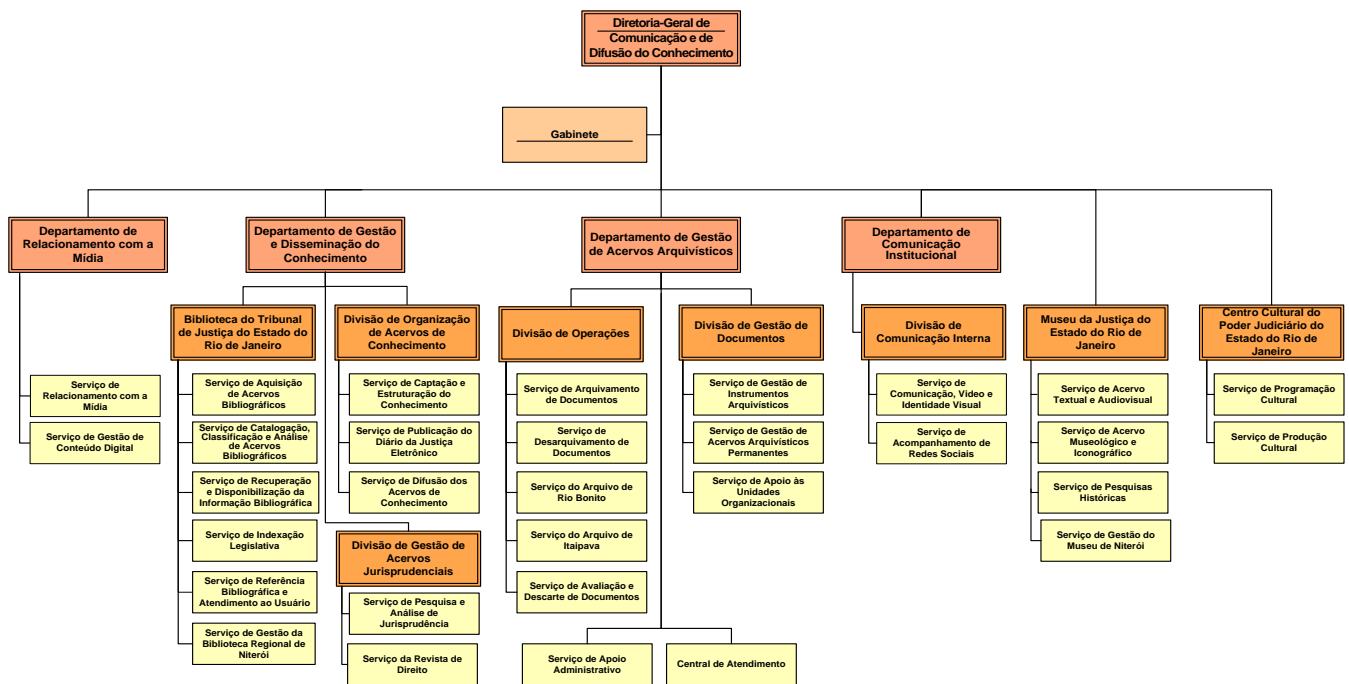 Diretoria-Geral de
Comunicação e de
Difusão do Conhecimento
Gabinete
Departamento de
Relacionamento com a
Mídia
Departamento de Gestão
e Disseminação do
Conhecimento
Departamento de Gestão
de Acervos Arquivísticos
Departamento de
Comunicação
Institucional
Biblioteca do Tribunal
de Justiça do Estado do
Rio de Janeiro
Divisão de Organização
de Acervos de
Conhecimento
Divisão de Operações
Divisão de Gestão de
Documentos
Divisão de
Comunicação Interna
Museu da Justiça do
Estado do Rio de
Janeiro
Centro Cultural do
Poder Judiciário do
Estado do Rio de
Janeiro
Serviço de
Relacionamento com a
Mídia
Serviço de Gestão de
Conteúdo Digital
Serviço de Aquisição
de Acervos
Bibliográficos
Serviço de Catalogação,
Classificação e Análise
de Acervos
Bibliográficos
Serviço de Recuperação
e Disponibilização da
Informação Bibliográfica
Serviço de Indexação
Legislativa
Serviço de Referência
Bibliográfica e
Atendimento ao Usuário
Serviço de Gestão da
Biblioteca Regional de
Niterói
Serviço de Captação e
Estruturação do
Conhecimento
Serviço de Publicação do
Diário da Justiça
Eletrônico
Serviço de Difusão dos
Acervos de
Conhecimento
Divisão de Gestão de
Acervos
Jurisprudenciais
Serviço de Pesquisa e
Análise de
Jurisprudência
Serviço da Revista de
Direito
Serviço de Arquivamento
de Documentos
Serviço de
Desarquivamento de
Documentos
Serviço do Arquivo de
Rio Bonito
Serviço do Arquivo de
Itaipava
Serviço de Avaliação e
Descarte de Documentos
Serviço de Apoio
Administrativo
Central de Atendimento
Serviço de Gestão de
Instrumentos
Arquivísticos
Serviço de Gestão de
Acervos Arquivísticos
Permanentes
Serviço de Apoio às
Unidades
Organizacionais
Serviço de
Comunicação, Vídeo e
Identidade Visual
Serviço de
Acompanhamento de
Redes Sociais
Serviço de Acervo
Textual e Audiovisual
Serviço de Acervo
Museológico e
Iconográfico
Serviço de Pesquisas
Históricas
Serviço de Gestão do
Museu de Niterói
Serviço de Programação
Cultural
Serviço de Produção
Cultural